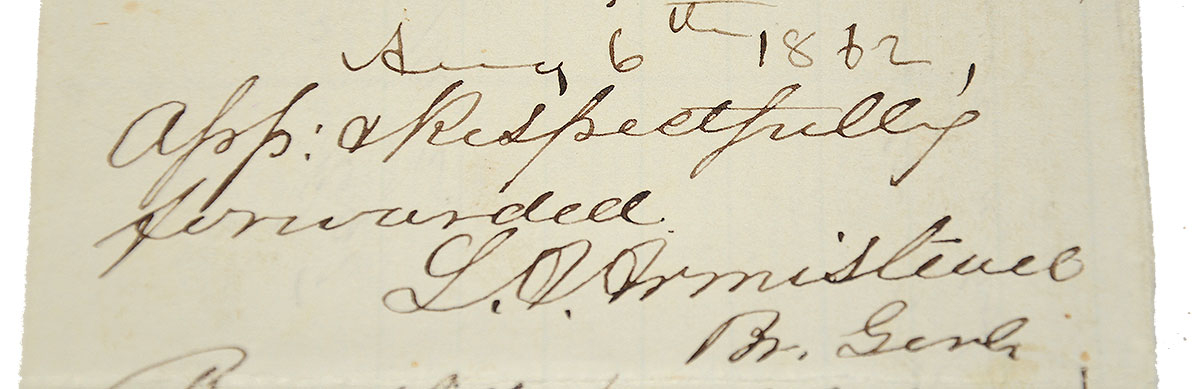 Aug 6th 1862,
App: & Respectfully
forwarded
L. A. Armistead
Br. Genl